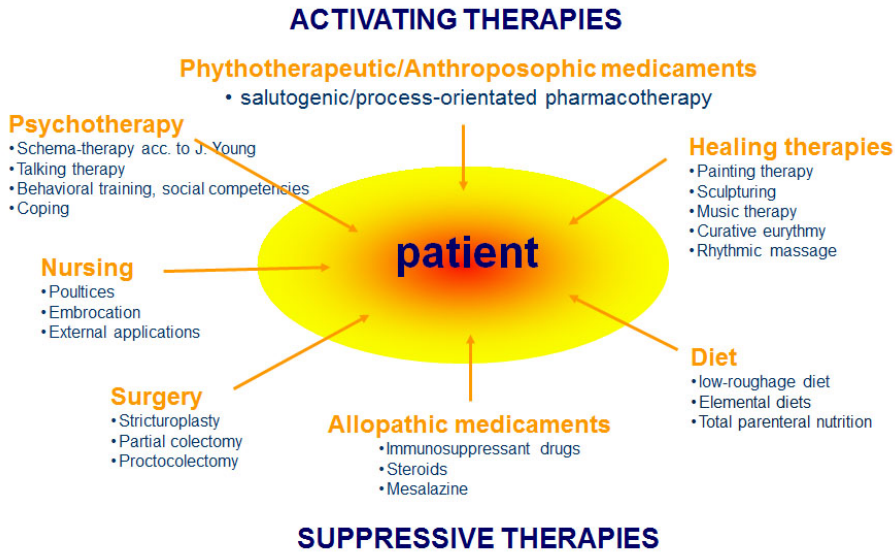 ACTIVATING THERAPIES
Phythotherapeutic/Anthroposophic medicaments
• salutogenic/process-orientated pharmacotherapy
Psychotherapy
• Schema-therapy acc. to J. Young
• Talking therapy
• Behavioral training, social competencies
• Coping
Healing therapies
• Painting therapy
• Sculpturing
• Music therapy
• Curative eurythmy
• Rhythmic massage
patient
Nursing
• Poultices
• Embrocation
• External applications
Diet
• low-roughage diet
• Elemental diets
• Total parenteral nutrition
Surgery
• Stricturoplasty
• Partial colectomy
• Proctocolectomy
Allopathic medicaments
• Immunosuppressant drugs
• Steroids
• Mesalazine
SUPPRESSIVE THERAPIES